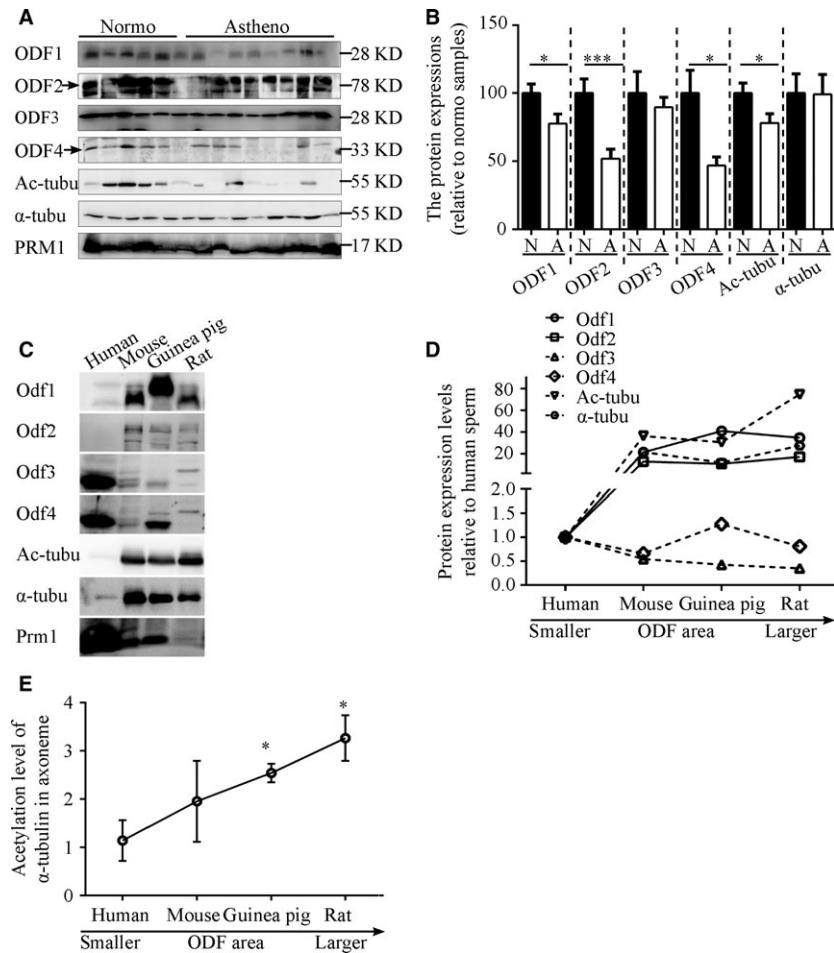 A
Normo Astheno
ODF1 28 KD
ODF2 78 KD
ODF3 28 KD
ODF4 33 KD
Ac-tubu 55 KD
α-tubu 55 KD
PRM1 17 KD
B
The protein expressions
(relative to normo samples)
150
100
50
0
* *** * *
N A N A N A N A N A N A
ODF1 ODF2 ODF3 ODF4 Ac-tubu α-tubu
C
Human Mouse Guinea pig Rat
Odf1
Odf2
Odf3
Odf4
Ac-tubu
α-tubu
Prm1
D
Odf1
Odf2
Odf3
Odf4
Ac-tubu
α-tubu
Protein expression levels
relative to human sperm
80
60
40
20
1.5
1.0
0.5
0.0
Human Mouse Guinea pig Rat
Smaller ODF area Larger
E
Acetylation level of
α-tubulin in axoneme
4
3
2
1
0
* *
Human Mouse Guinea pig Rat
Smaller ODF area Larger